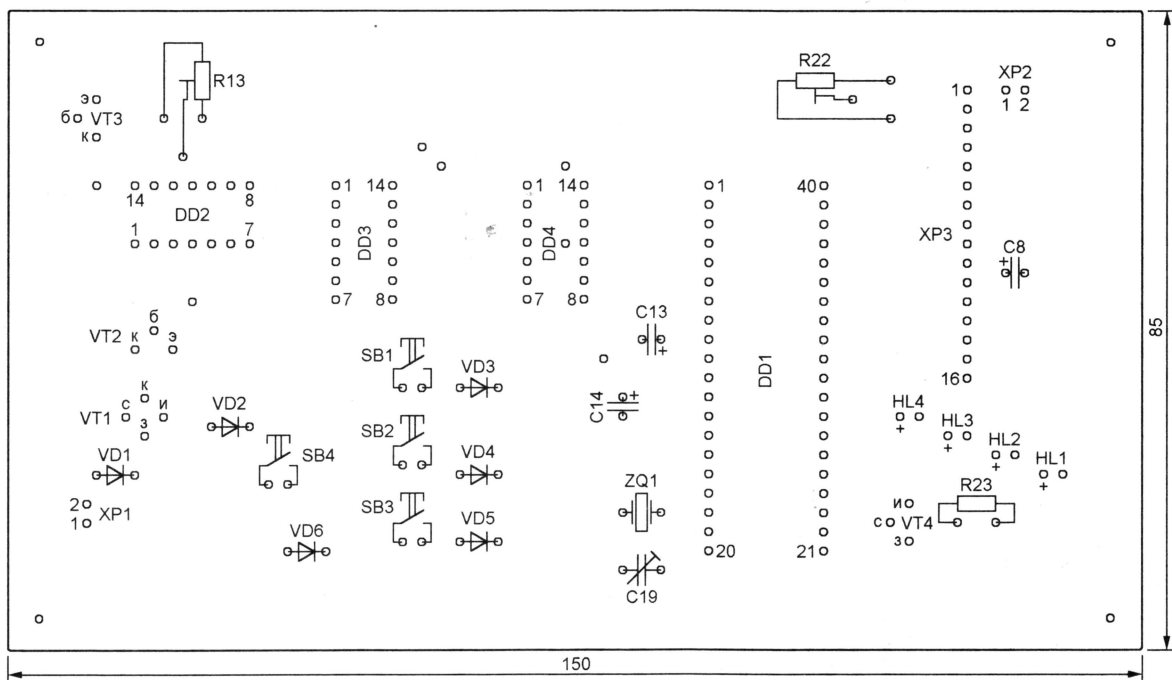 R13
R22
XP2
1
1 2
э
б VT3
к
14 8
DD2
1 7
1 14
DD3
7 8
1 14
DD4
7 8
1 40
DD1
20 21
XP3
16
C8
+
б
VT2 к э
C13
+
SB1
VD3
к
VT1 с и
з
VD2
C14
+
HL4
+
HL3
+
HL2
+
HL1
+
SB2
SB4
VD4
VD1
2
1 XP1
ZQ1
R23
SB3
VD5
VD6
и
с VT4
з
C19
85
150